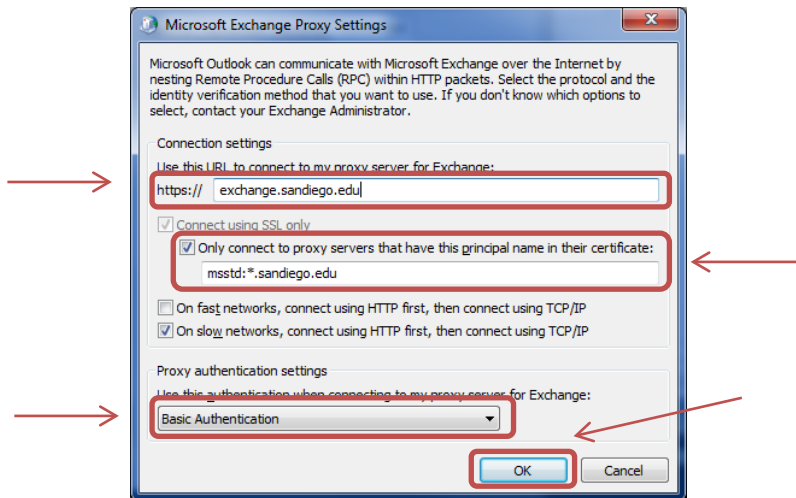 Microsoft Exchange Proxy Settings
Microsoft Outlook can communicate with Microsoft Exchange over the Internet by
nesting Remote Procedure Calls (RPC) within HTTP packets. Select the protocol and the
identity verification method that you want to use. If you don't know which options to
select, contact your Exchange Administrator.
Connection settings
Use this URL to connect to my proxy server for Exchange:
https:// exchange.sandiego.edu
Connect using SSL only
Only connect to proxy servers that have this principal name in their certificate:
msstd:*.sandiego.edu
On fast networks, connect using HTTP first, then connect using TCP/IP
On slow networks, connect using HTTP first, then connect using TCP/IP
Proxy authentication settings
Use this authentication when connecting to my proxy server for Exchange:
Basic Authentication
OK Cancel